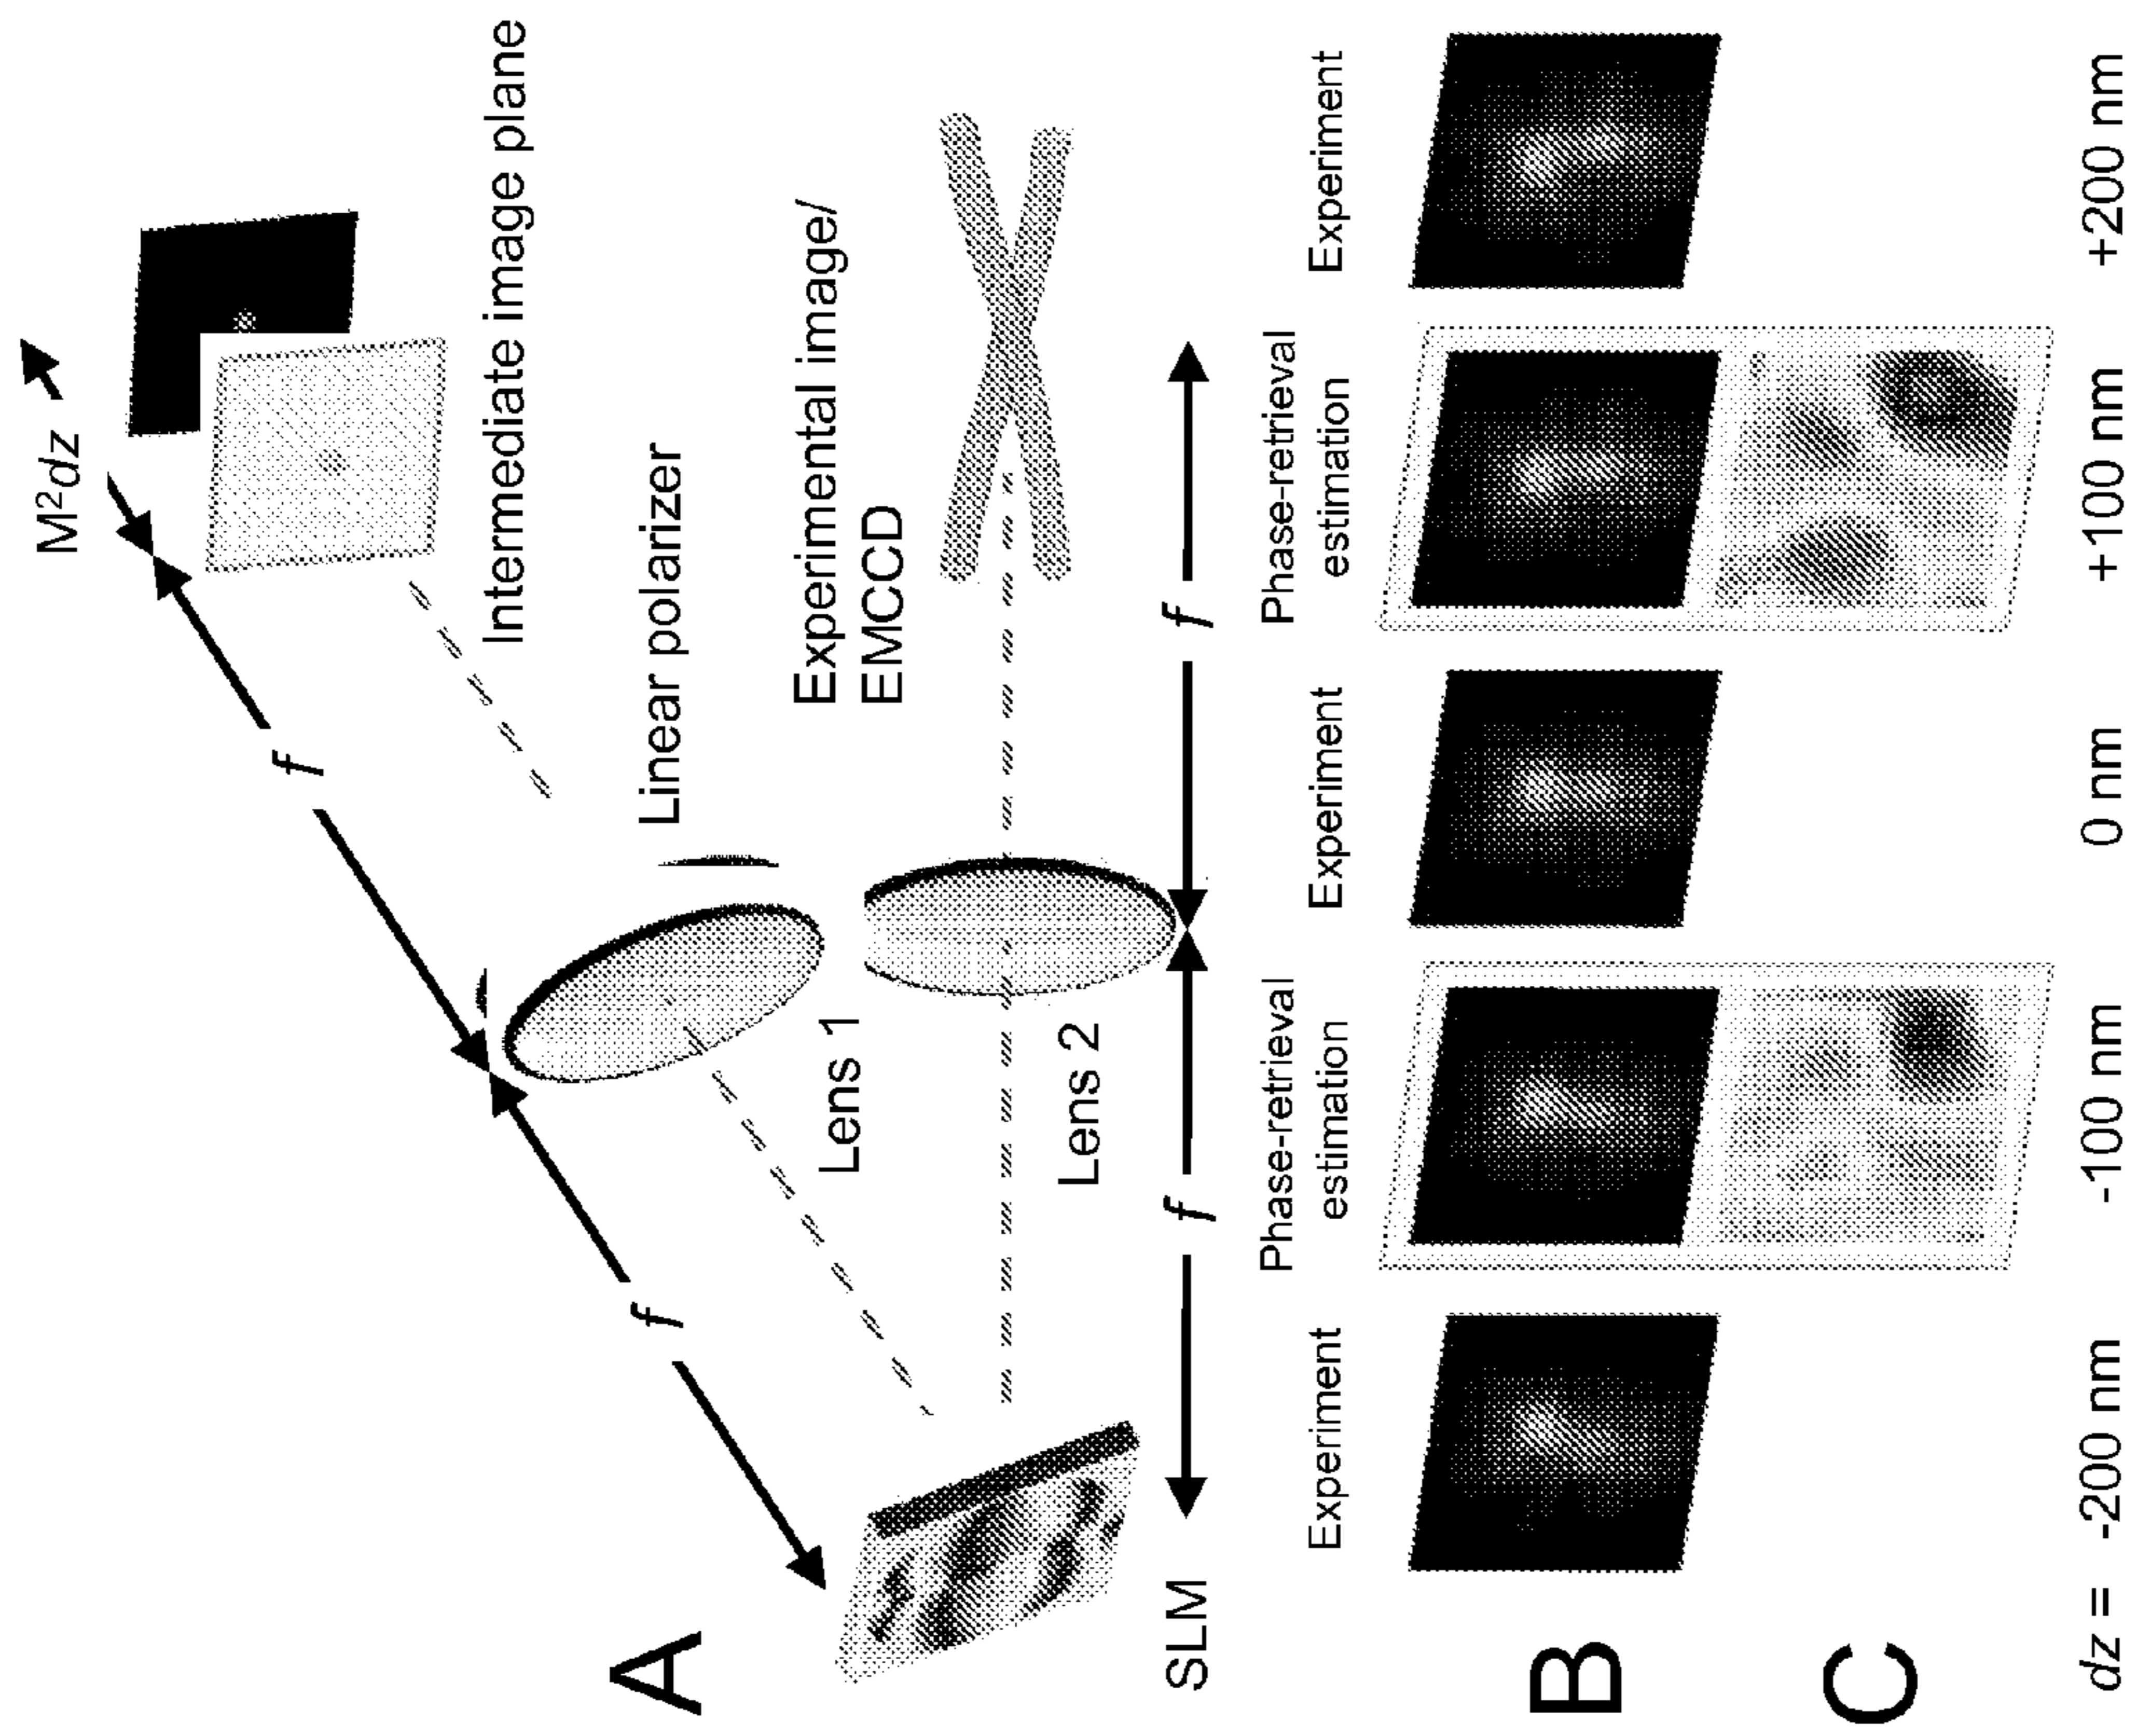 A
M²dz
f
f
Intermediate image plane
Linear polarizer
Lens 1
Experimental image/
EMCCD
Lens 2
SLM
f
f
Experiment
Phase-retrieval
estimation
Experiment
Phase-retrieval
estimation
Experiment
B
C
dz = -200 nm
-100 nm
0 nm
+100 nm
+200 nm